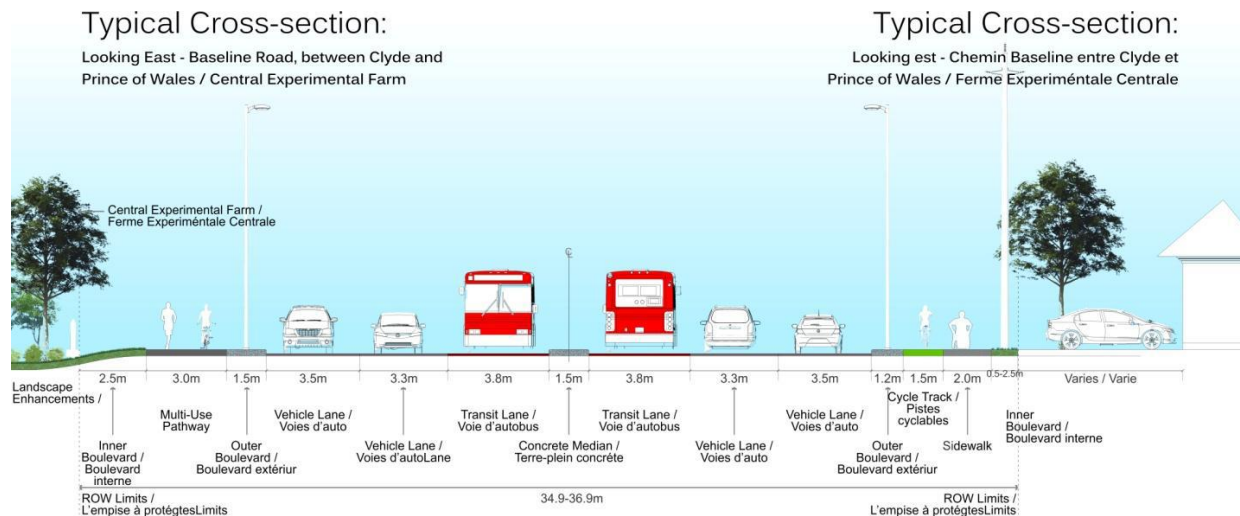 Typical Cross-section:
Looking East - Baseline Road, between Clyde and
Prince of Wales / Central Experimental Farm
Typical Cross-section:
Looking est - Chemin Baseline entre Clyde et
Prince of Wales / Ferme Expériméntale Centrale
Central Experimental Farm /
Ferme Expériméntale Centrale
2.5m
3.0m
1.5m
3.5m
3.3m
3.8m
1.5m
3.8m
3.3m
3.5m
1.2m
1.5m
2.0m
0.5-2.5m
Varies / Varie
Landscape
Enhancements /
Inner
Boulevard /
Boulevard
interne
Multi-Use
Pathway
Outer
Boulevard /
Boulevard extériur
Vehicle Lane /
Voies d'auto
Vehicle Lane /
Voies d'autoLane
Transit Lane /
Voie d'autobus
Concrete Median /
Terre-plein concréte
Transit Lane /
Voie d'autobus
Vehicle Lane /
Voies d'auto
Vehicle Lane /
Voies d'auto
Outer
Boulevard /
Boulevard extériur
Cycle Track /
Pistes
cyclables
Sidewalk
Inner
Boulevard /
Boulevard interne
ROW Limits /
L'empise à protégtesLimits
34.9-36.9m
ROW Limits /
L'empise à protégtesLimits